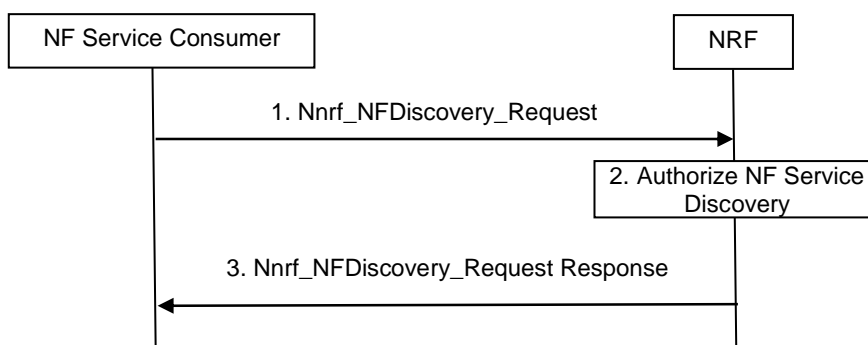 NF Service Consumer
NRF
1. Nnrf_NFDiscovery_Request
2. Authorize NF Service
Discovery
3. Nnrf_NFDiscovery_Request Response